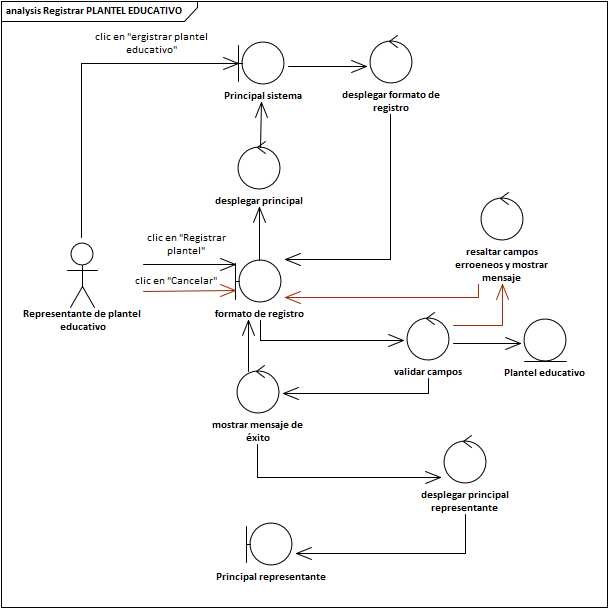 analysis Registrar PLANTEL EDUCATIVO
clic en "ergistrar plantel
educativo"
Principal sistema
desplegar formato de
registro
desplegar principal
clic en "Registrar
plantel"
resaltar campos
erroeneos y mostrar
mensaje
clic en "Cancelar"
Representante de plantel
educativo
formato de registro
validar campos
Plantel educativo
mostrar mensaje de
éxito
desplegar principal
representante
Principal representante